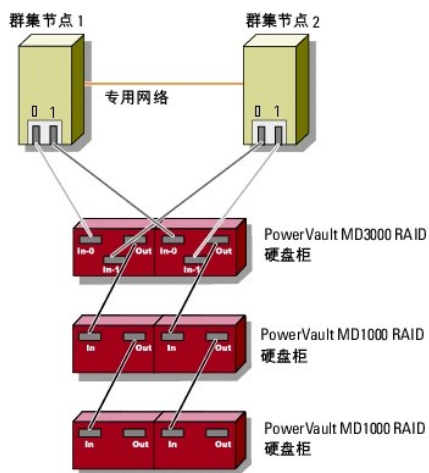 群集节点 1
群集节点 2
专用网络
0 1
0 1
PowerVault MD3000 RAID
硬盘柜
In-0
Out
In-0
Out
In-1
In-1
PowerVault MD1000 RAID
硬盘柜
In
Out
In
Out
PowerVault MD1000 RAID
硬盘柜
In
Out
In
Out